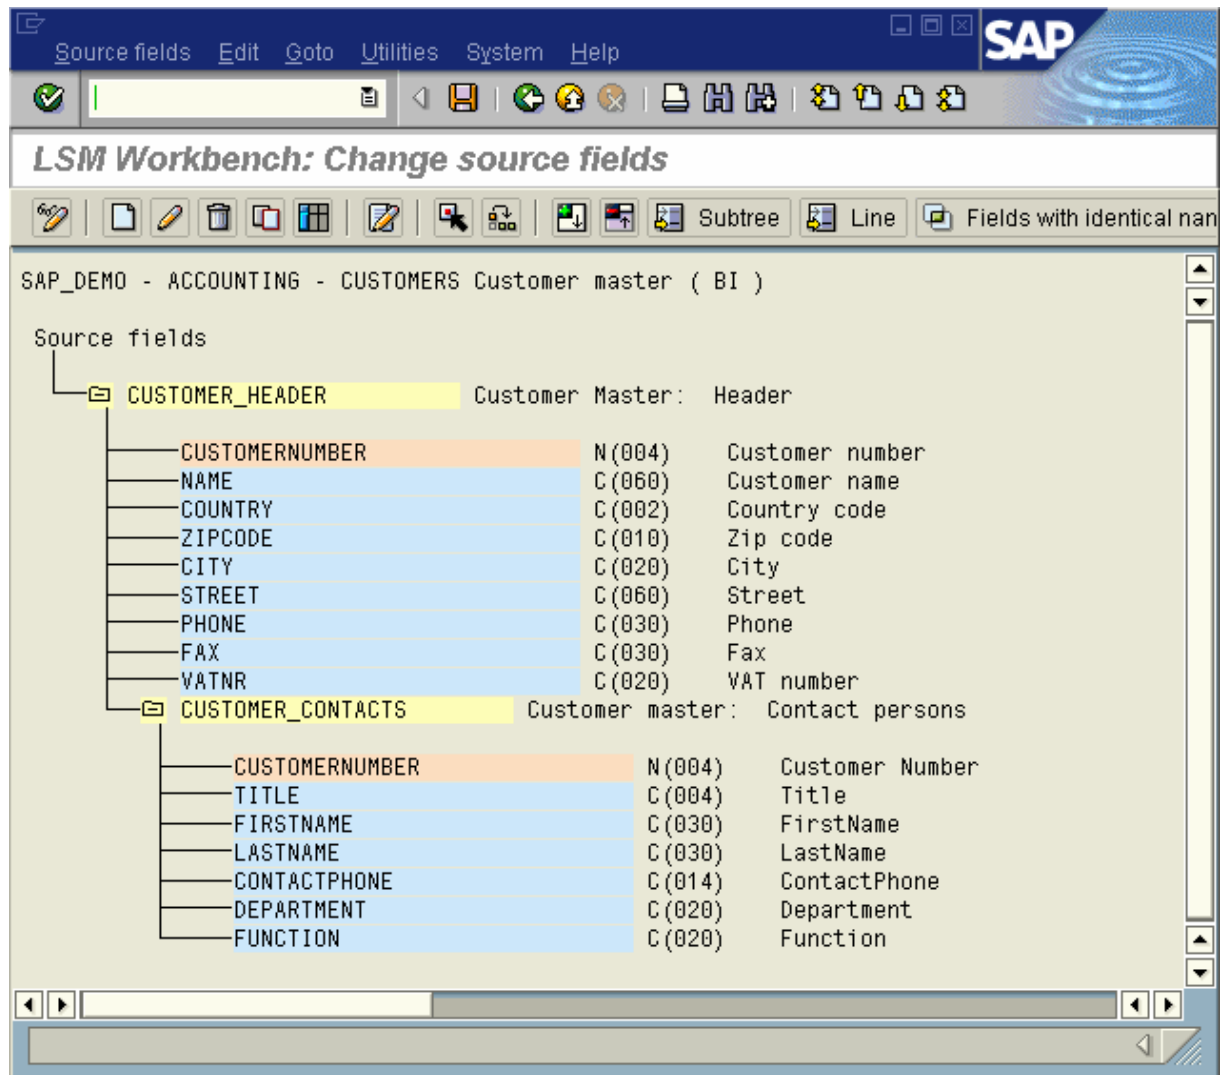 Source fields Edit Goto Utilities System Help
SAP
LSM Workbench: Change source fields
Subtree Line Fields with identical nan
SAP_DEMO - ACCOUNTING - CUSTOMERS Customer master ( BI )
Source fields
CUSTOMER_HEADER Customer Master: Header
CUSTOMERNUMBER N(004) Customer number
NAME C(060) Customer name
COUNTRY C(002) Country code
ZIPCODE C(010) Zip code
CITY C(020) City
STREET C(060) Street
PHONE C(030) Phone
FAX C(030) Fax
VATNR C(020) VAT number
CUSTOMER_CONTACTS Customer master: Contact persons
CUSTOMERNUMBER N(004) Customer Number
TITLE C(004) Title
FIRSTNAME C(030) FirstName
LASTNAME C(030) LastName
CONTACTPHONE C(014) ContactPhone
DEPARTMENT C(020) Department
FUNCTION C(020) Function